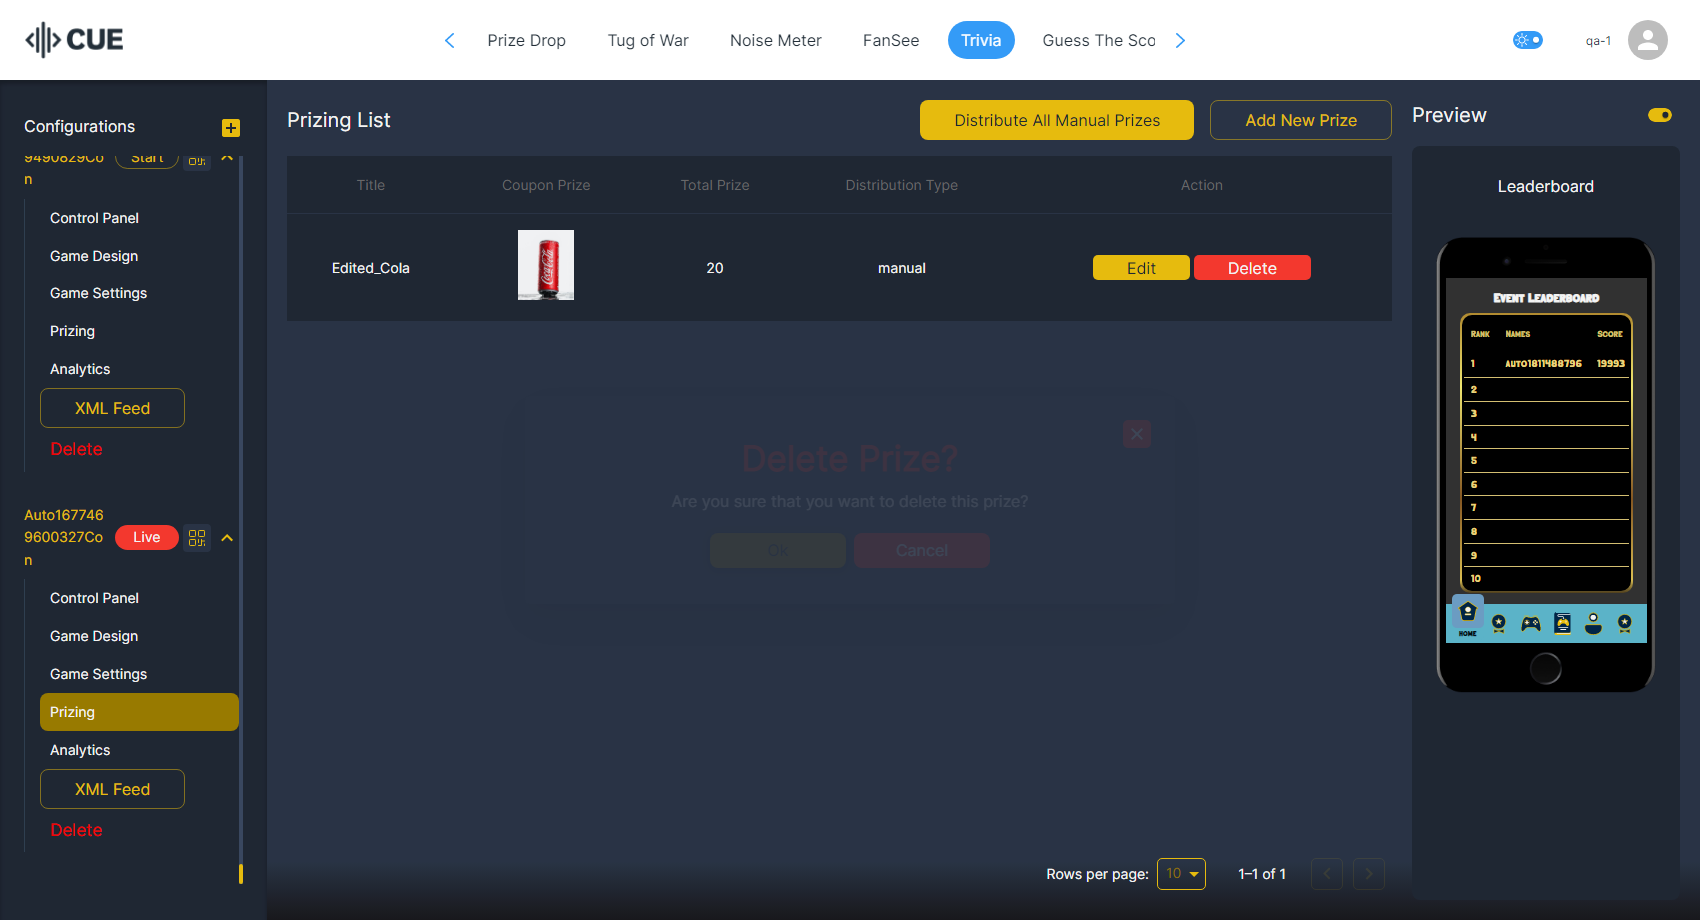 CUE
Prize Drop
Tug of War
Noise Meter
FanSee
Trivia
Guess The Sco
qa-1
Configurations
9490829Co
n
Start
Control Panel
Game Design
Game Settings
Prizing
Analytics
XML Feed
Delete
Auto167746
9600327Co
n
Live
Control Panel
Game Design
Game Settings
Prizing
Analytics
XML Feed
Delete
Prizing List
Distribute All Manual Prizes
Add New Prize
Title Coupon Prize Total Prize Distribution Type Action
Edited_Cola Coca-Cola 20 manual Edit Delete
Delete Prize?
Are you sure that you want to delete this prize?
Ok Cancel
Rows per page: 10 1–1 of 1
Preview
Leaderboard
Event Leaderboard
Rank Names Score
1 auto1811488796 19993
2
3
4
5
6
7
8
9
10
HOME